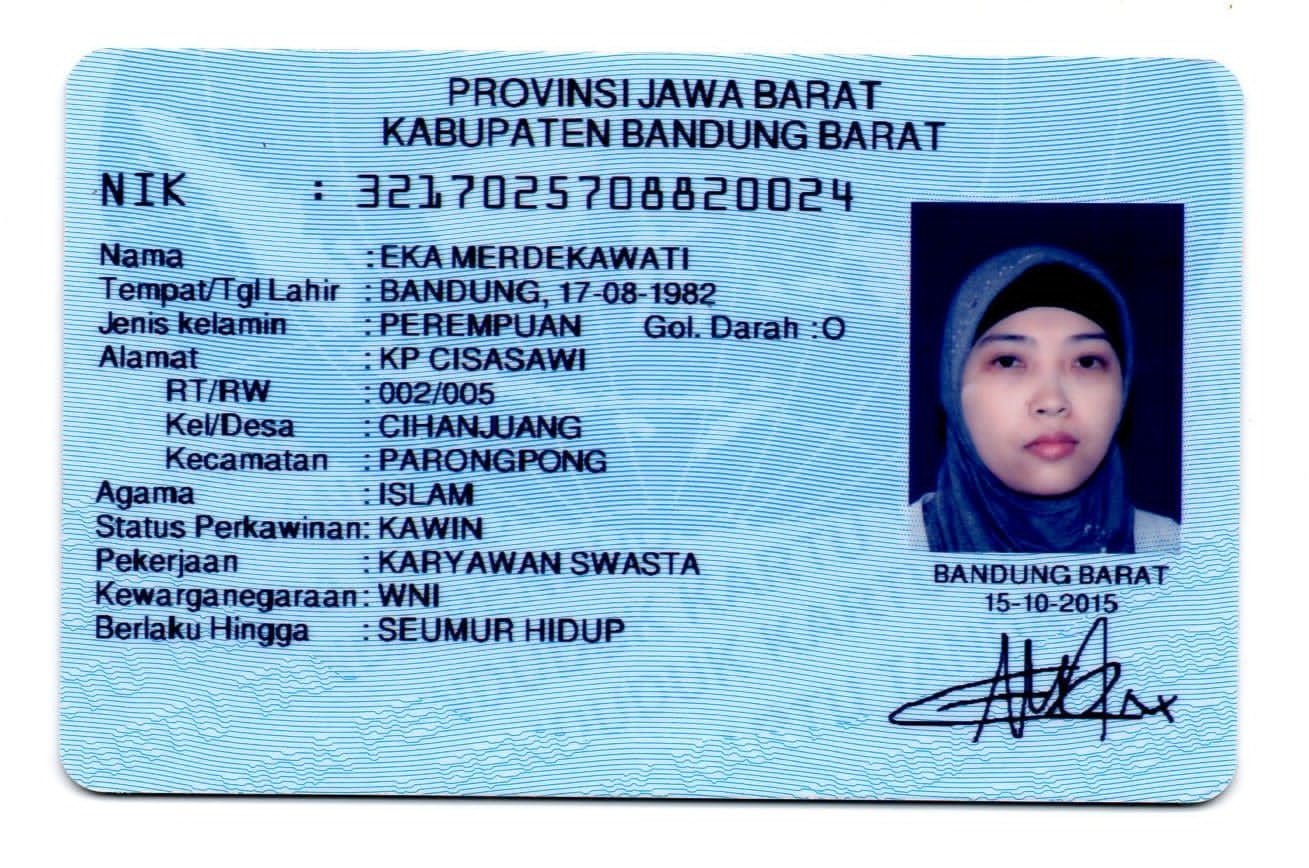 PROVINSI JAWA BARAT
KABUPATEN BANDUNG BARAT
NIK : 3217025708820024
Nama : EKA MERDEKAWATI
Tempat/Tgl Lahir : BANDUNG, 17-08-1982
Jenis kelamin : PEREMPUAN Gol. Darah : O
Alamat : KP CISASAWI
RT/RW : 002/005
Kel/Desa : CIHANJUANG
Kecamatan : PARONGPONG
Agama : ISLAM
Status Perkawinan: KAWIN
Pekerjaan : KARYAWAN SWASTA
Kewarganegaraan: WNI
Berlaku Hingga : SEUMUR HIDUP
BANDUNG BARAT
15-10-2015